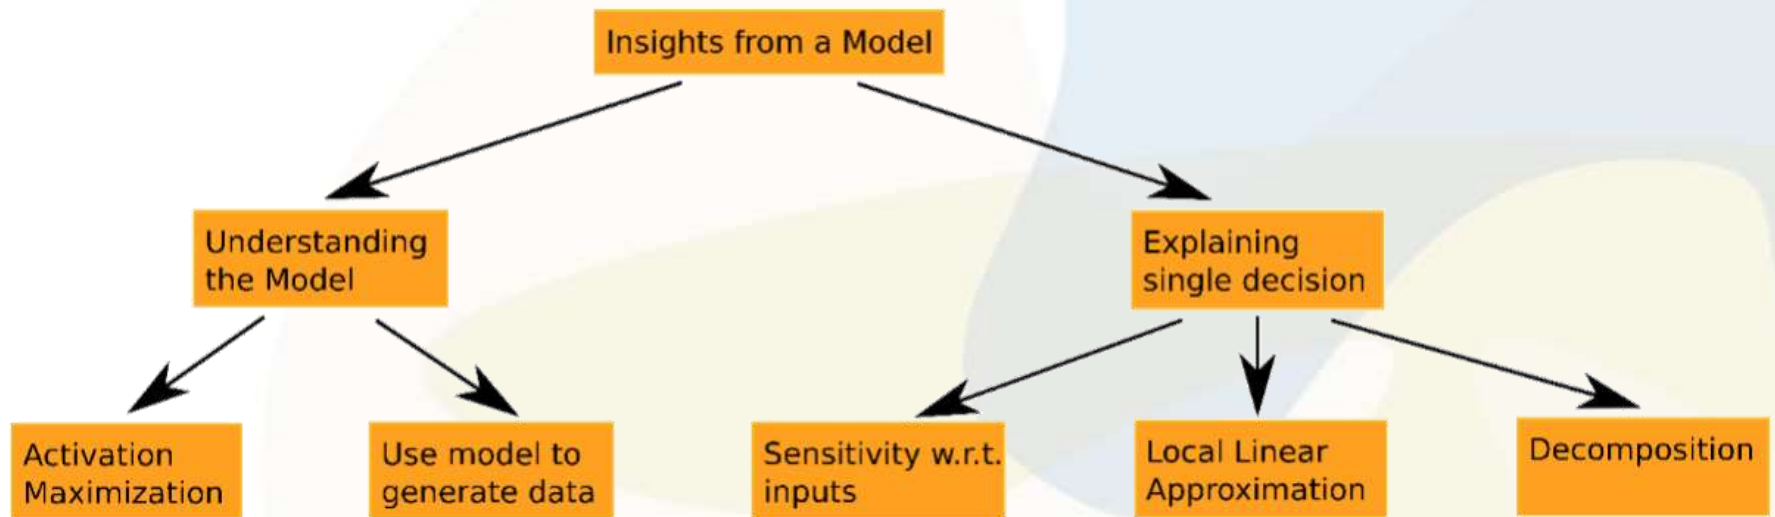 Insights from a Model
Understanding
the Model
Explaining
single decision
Activation
Maximization
Use model to
generate data
Sensitivity w.r.t.
inputs
Local Linear
Approximation
Decomposition